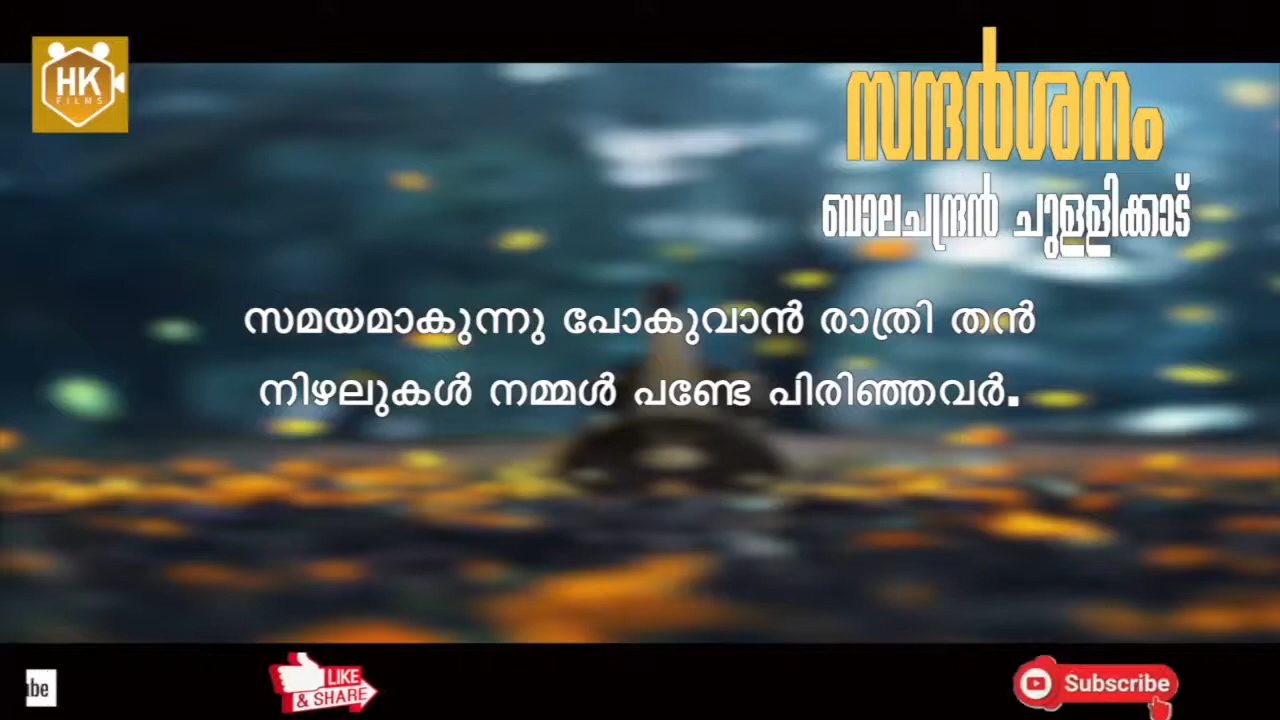 HK
FILMS
സന്ദർശനം
ബാലചന്ദ്രൻ ചുള്ളിക്കാട്
സമയമാകുന്നു പോകുവാൻ രാത്രി തൻ
നിഴലുകൾ നമ്മൾ പണ്ടേ പിരിഞ്ഞവർ.
LIKE
& SHARE
Subscribe